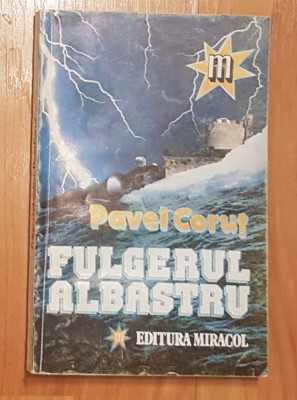 m
Pavel Coruț
FULGERUL
ALBASTRU
m EDITURA MIRACOL